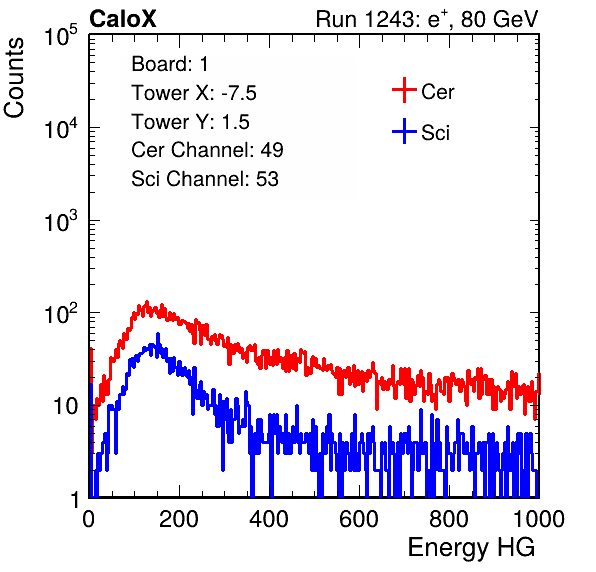 CaloX Run 1243: e⁺, 80 GeV
Counts
10⁵
10⁴
10³
10²
10
1
Board: 1
Tower X: -7.5
Tower Y: 1.5
Cer Channel: 49
Sci Channel: 53
Cer
Sci
0 200 400 600 800 1000
Energy HG